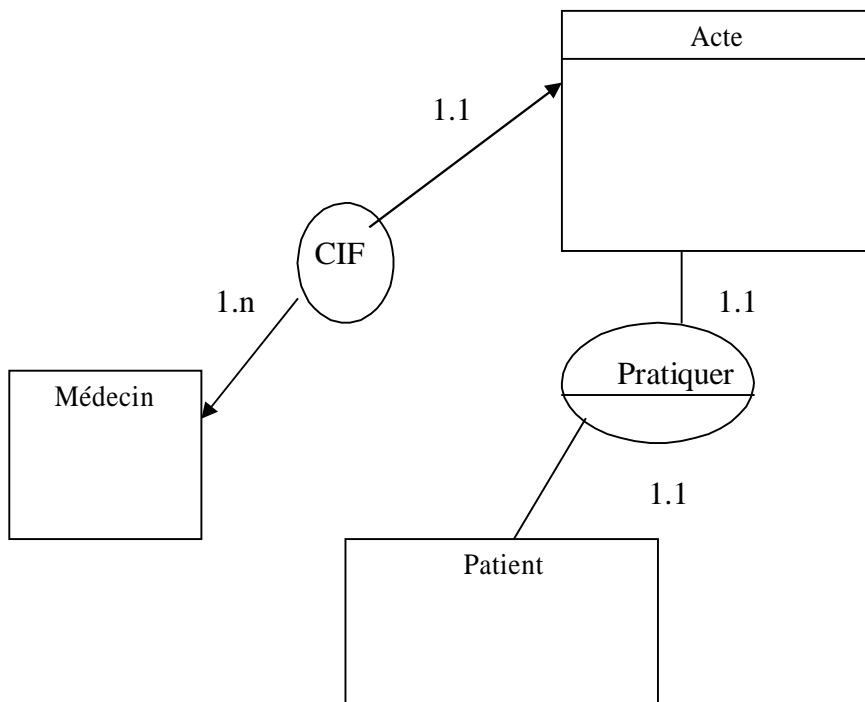 Acte
1.1
CIF
1.n
1.1
Médecin
Pratiquer
1.1
Patient